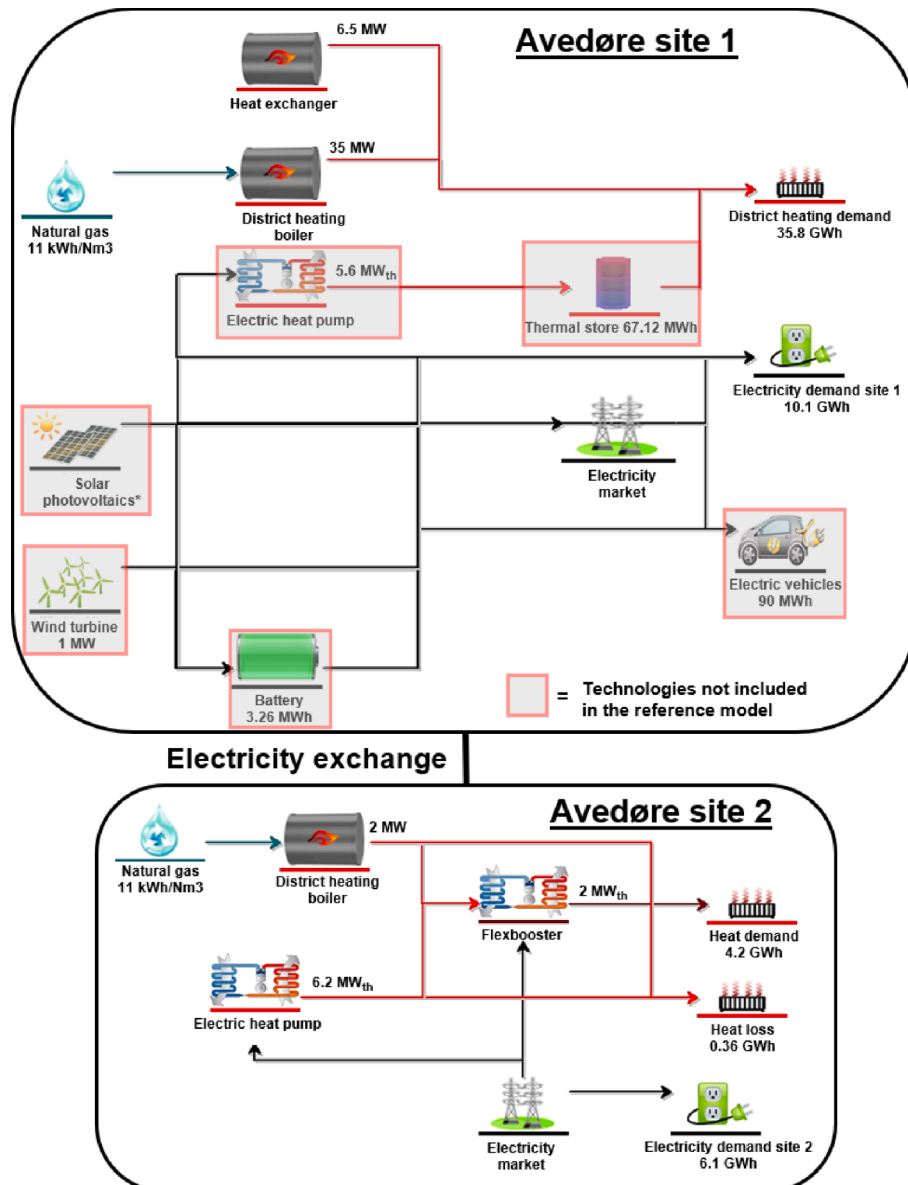 Avedøre site 1
6.5 MW
Heat exchanger
35 MW
District heating
boiler
Natural gas
11 kWh/Nm3
District heating demand
35.8 GWh
5.6 MWth
Electric heat pump
Thermal store 67.12 MWh
Electricity demand site 1
10.1 GWh
Solar
photovoltaics*
Electricity
market
Wind turbine
1 MW
Electric vehicles
90 MWh
Battery
3.26 MWh
= Technologies not included
in the reference model
Electricity exchange
Avedøre site 2
2 MW
Natural gas
11 kWh/Nm3
District heating
boiler
2 MWth
Flexbooster
Heat demand
4.2 GWh
6.2 MWth
Electric heat pump
Heat loss
0.36 GWh
Electricity
market
Electricity demand site 2
6.1 GWh